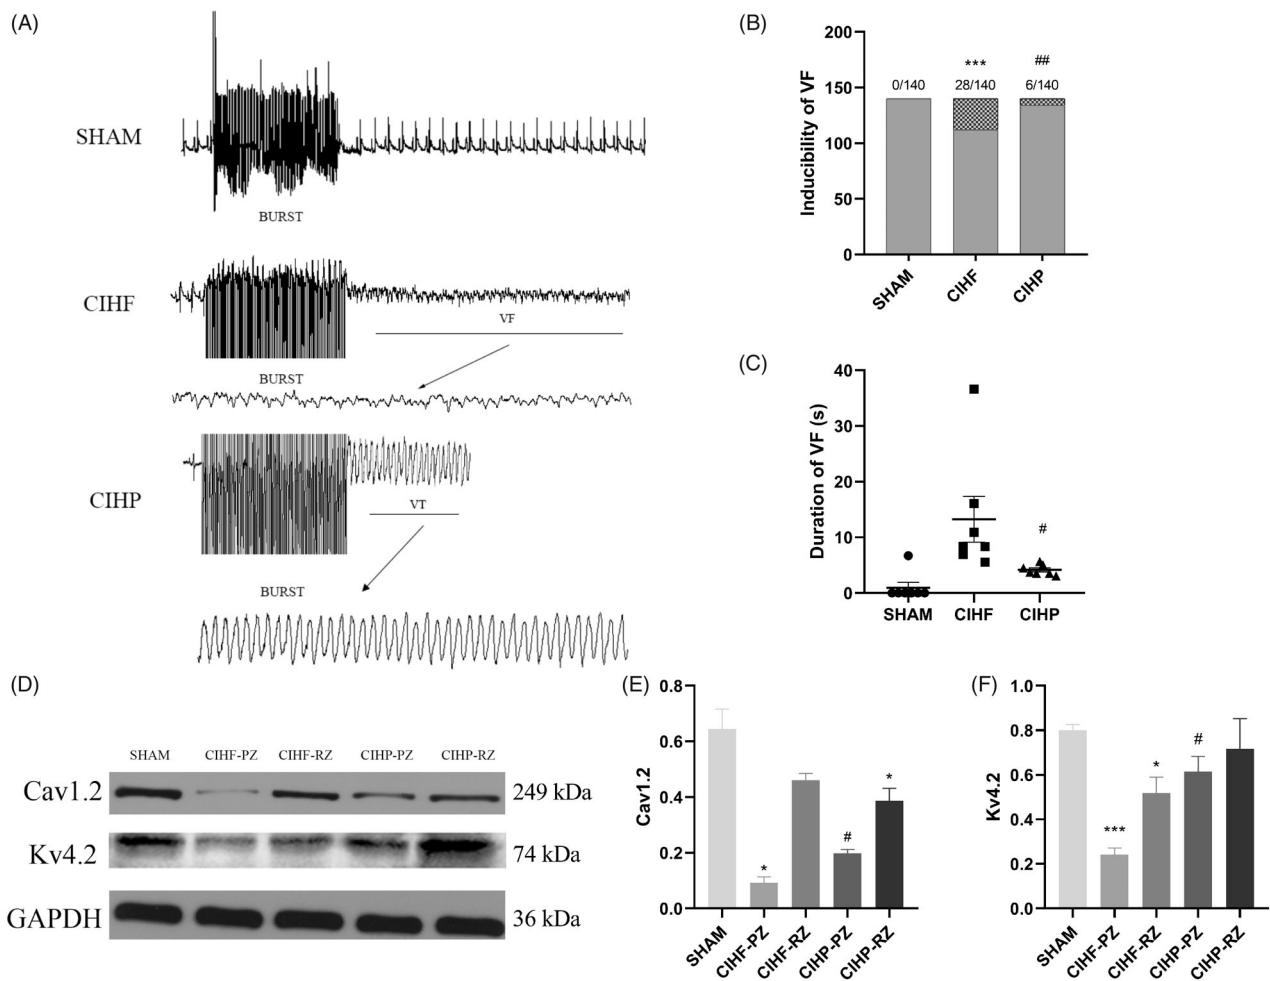 (A)
SHAM
BURST
CIHF
VF
BURST
CIHP
VT
BURST
(B)
Inducibility of VF
200
150
100
50
0
***
##
0/140
28/140
6/140
SHAM
CIHF
CIHP
(C)
Duration of VF (s)
40
30
20
10
0
#
SHAM
CIHF
CIHP
(D)
SHAM
CIHF-PZ
CIHF-RZ
CIHP-PZ
CIHP-RZ
Cav1.2
249 kDa
Kv4.2
74 kDa
GAPDH
36 kDa
(E)
Cav1.2
0.8
0.6
0.4
0.2
0.0
*
#
*
SHAM
CIHF-PZ
CIHF-RZ
CIHP-PZ
CIHP-RZ
(F)
Kv4.2
1.0
0.8
0.6
0.4
0.2
0.0
***
*
#
SHAM
CIHF-PZ
CIHF-RZ
CIHP-PZ
CIHP-RZ